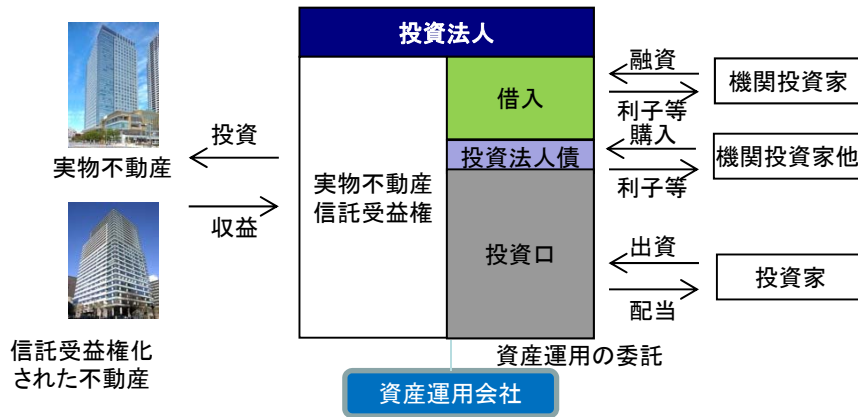 投資法人
融資
借入
機関投資家
利子等
投資
購入
実物不動産
投資法人債
機関投資家他
利子等
実物不動産
信託受益権
収益
投資口
出資
投資家
配当
信託受益権化
された不動産
資産運用の委託
資産運用会社